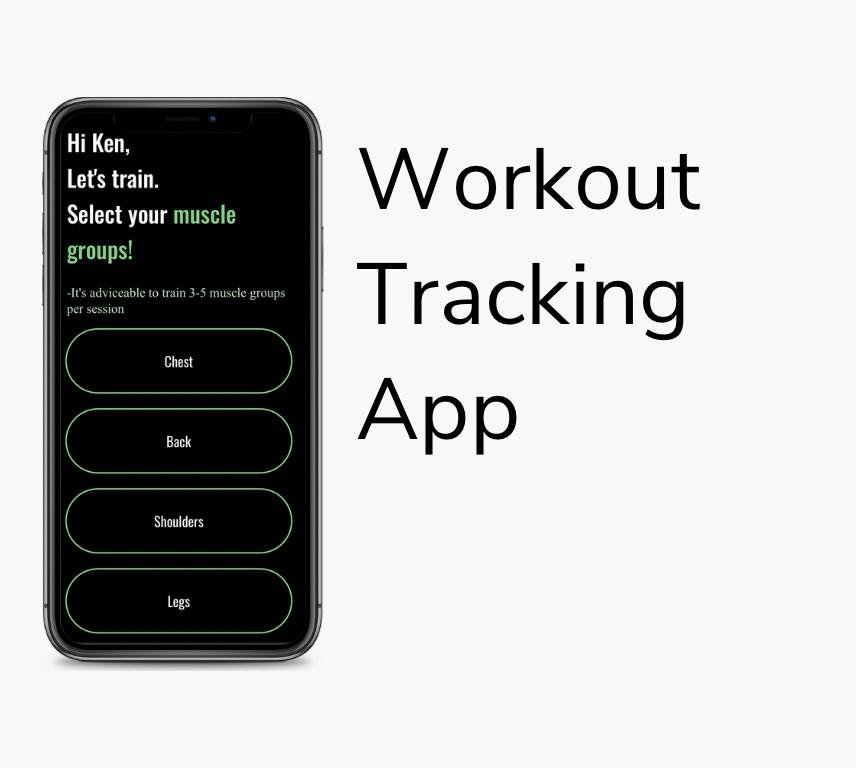 Hi Ken,
Let's train.
Select your muscle
groups!
-It's adviceable to train 3-5 muscle groups
per session
Chest
Back
Shoulders
Legs
Workout
Tracking
App